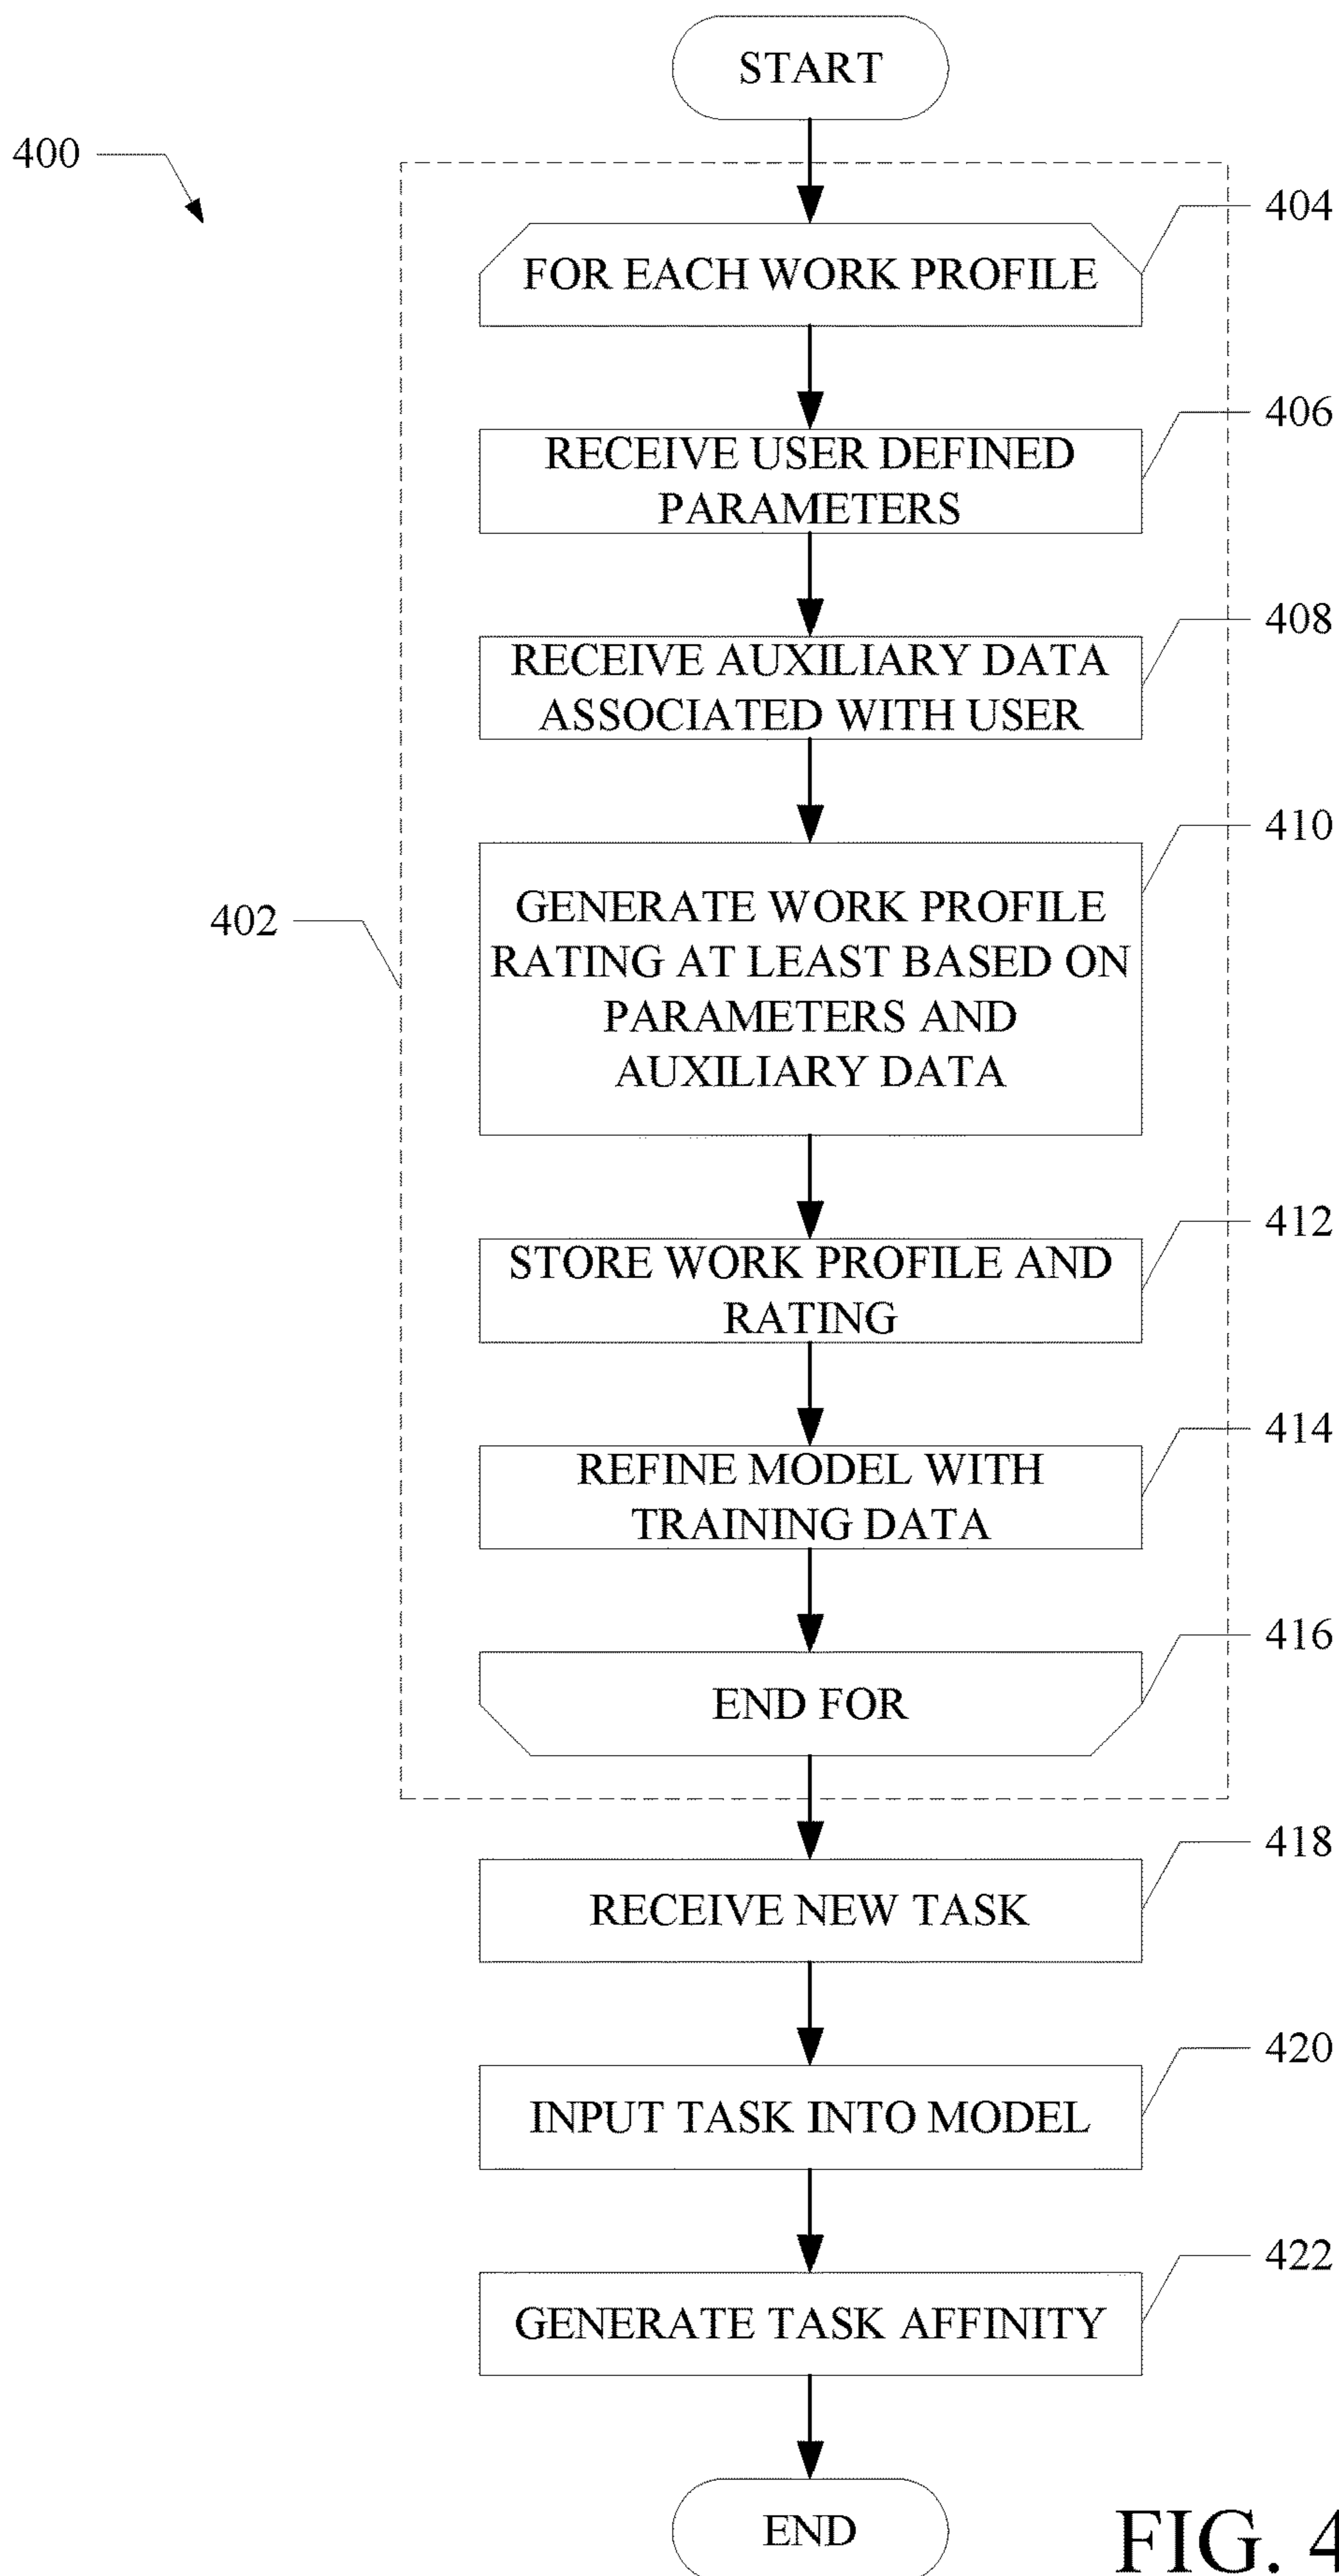 START
400
404
FOR EACH WORK PROFILE
406
RECEIVE USER DEFINED
PARAMETERS
408
RECEIVE AUXILIARY DATA
ASSOCIATED WITH USER
410
GENERATE WORK PROFILE
RATING AT LEAST BASED ON
PARAMETERS AND
AUXILIARY DATA
402
412
STORE WORK PROFILE AND
RATING
414
REFINE MODEL WITH
TRAINING DATA
416
END FOR
418
RECEIVE NEW TASK
420
INPUT TASK INTO MODEL
422
GENERATE TASK AFFINITY
END
FIG. 4